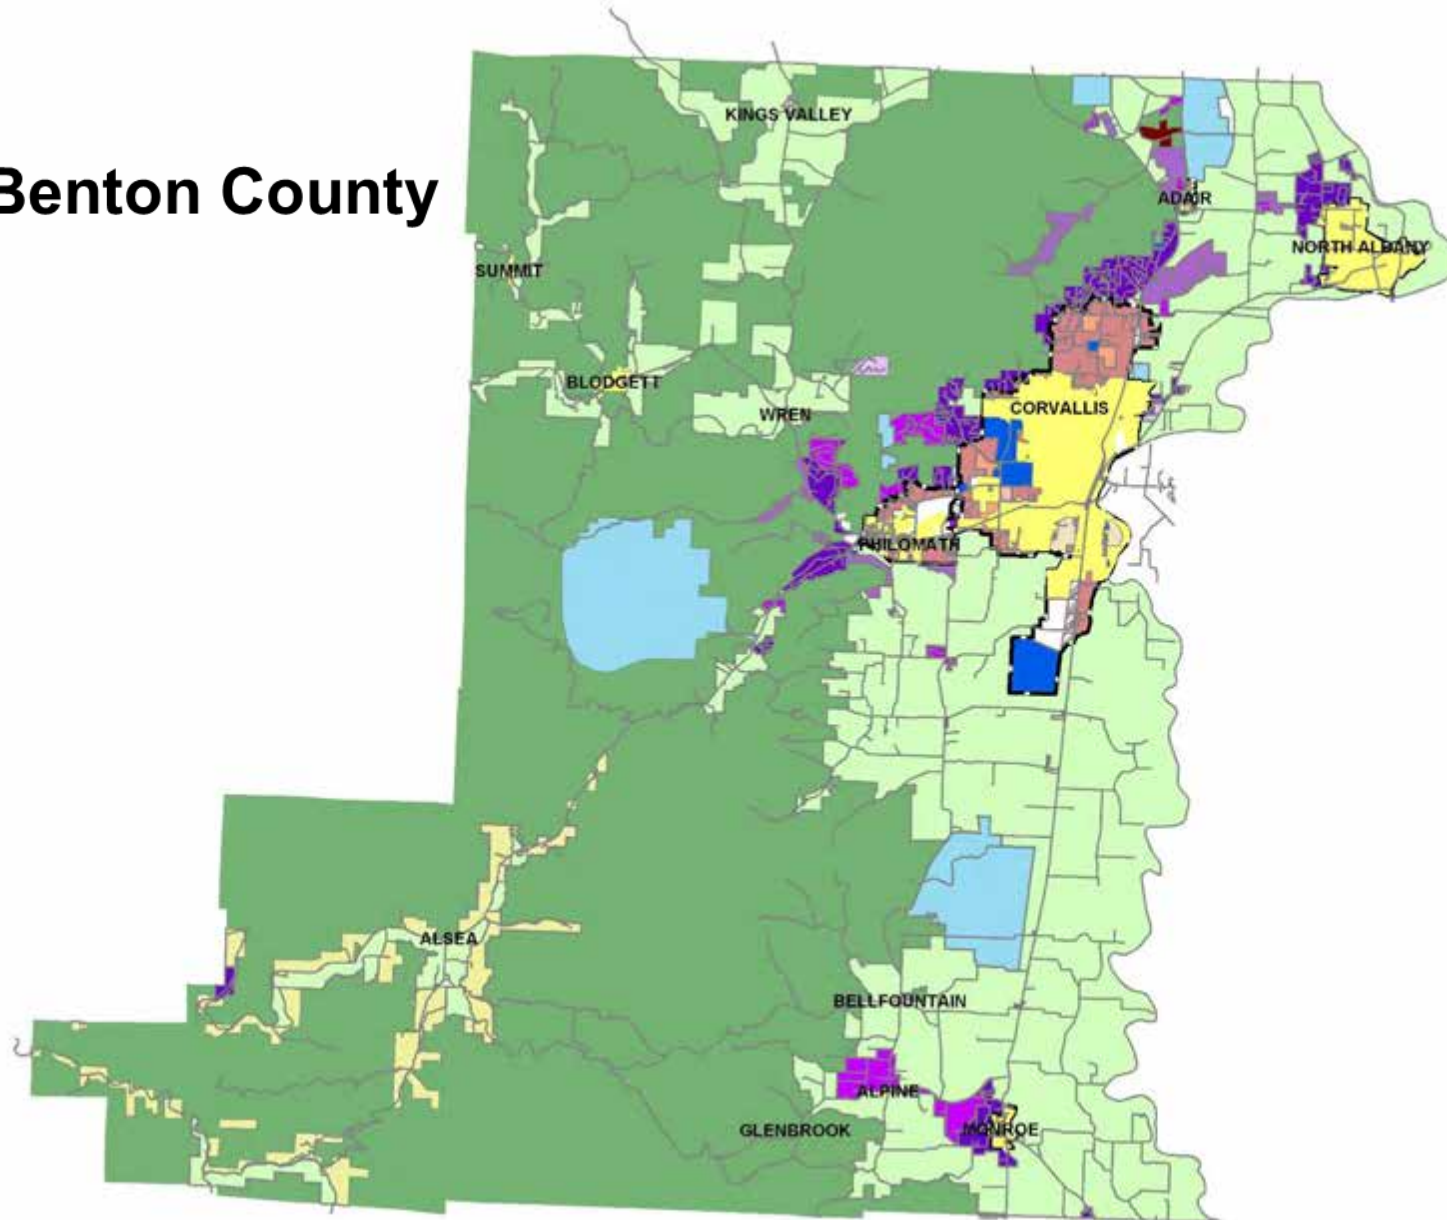 Benton County
KINGS VALLEY
ADAIR
NORTH ALBANY
SUMMIT
BLODGETT
WREN
CORVALLIS
PHILOMATH
ALSEA
BELLFOUNTAIN
ALPINE
GLENBROOK
MONROE